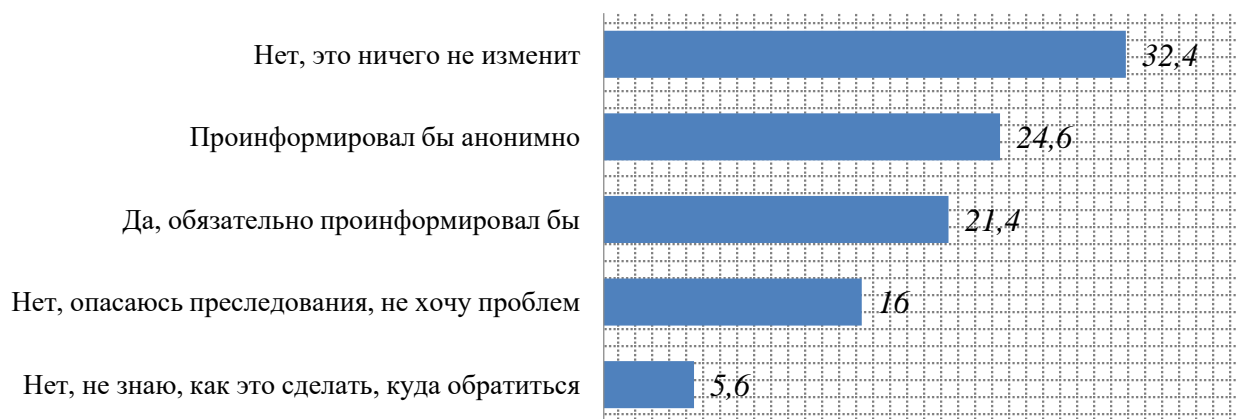 Нет, это ничего не изменит 32,4
Проинформировал бы анонимно 24,6
Да, обязательно проинформировал бы 21,4
Нет, опасаюсь преследования, не хочу проблем 16
Нет, не знаю, как это сделать, куда обратиться 5,6